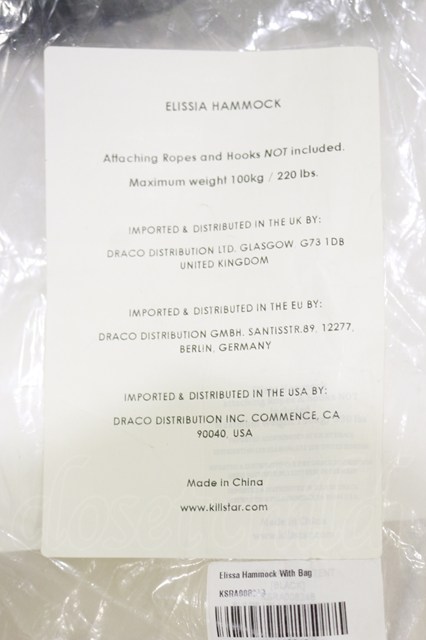 ELISSIA HAMMOCK
Attaching Ropes and Hooks NOT included.
Maximum weight 100kg / 220 lbs.
IMPORTED & DISTRIBUTED IN THE UK BY:
DRACO DISTRIBUTION LTD. GLASGOW G73 1DB
UNITED KINGDOM
IMPORTED & DISTRIBUTED IN THE EU BY:
DRACO DISTRIBUTION GMBH. SANTISSTR.89, 12277,
BERLIN, GERMANY
IMPORTED & DISTRIBUTED IN THE USA BY:
DRACO DISTRIBUTION INC. COMMENCE, CA
90040, USA
Made in China
www.killstar.com
Elissa Hammock With Bag